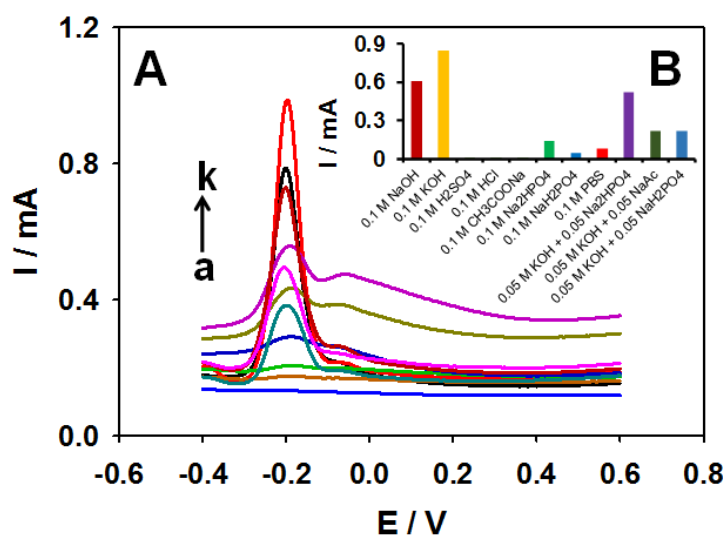 A
B
k
a
I / mA
1.2
0.8
0.4
0.0
-0.6
-0.4
-0.2
0.0
0.2
0.4
0.6
0.8
E / V
I / mA
0.9
0.6
0.3
0
0.1 M NaOH
0.1 M KOH
0.1 M H2SO4
0.1 M HCl
0.1 M CH3COONa
0.1 M Na2HPO4
0.1 M NaH2PO4
0.1 M PBS
0.05 M KOH + 0.05 Na2HPO4
0.05 M KOH + 0.05 NaAc
0.05 M KOH + 0.05 NaH2PO4